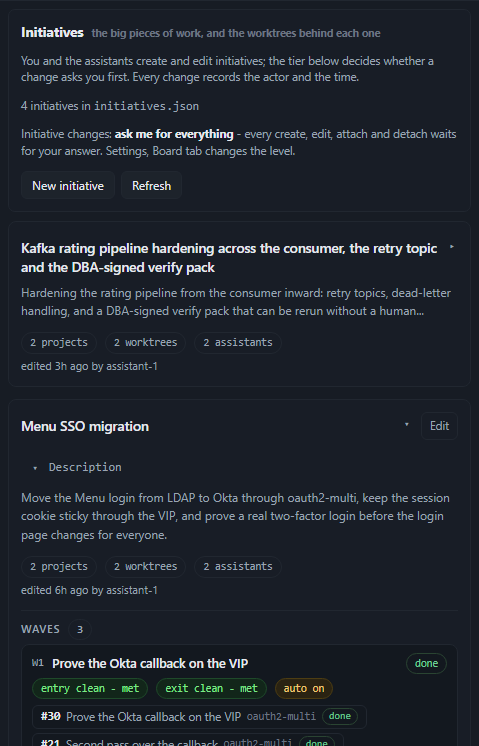 Initiatives the big pieces of work, and the worktrees behind each one
You and the assistants create and edit initiatives; the tier below decides whether a
change asks you first. Every change records the actor and the time.
4 initiatives in initiatives.json
Initiative changes: ask me for everything - every create, edit, attach and detach waits
for your answer. Settings, Board tab changes the level.
New initiative Refresh
Kafka rating pipeline hardening across the consumer, the retry topic
and the DBA-signed verify pack
Hardening the rating pipeline from the consumer inward: retry topics, dead-letter
handling, and a DBA-signed verify pack that can be rerun without a human...
2 projects 2 worktrees 2 assistants
edited 3h ago by assistant-1
Menu SSO migration Edit
Description
Move the Menu login from LDAP to Okta through oauth2-multi, keep the session
cookie sticky through the VIP, and prove a real two-factor login before the login
page changes for everyone.
2 projects 2 worktrees 2 assistants
edited 6h ago by assistant-1
WAVES 3
W1 Prove the Okta callback on the VIP done
entry clean - met exit clean - met auto on
#30 Prove the Okta callback on the VIP oauth2-multi done
#21 Second pass over the callback oauth2-multi done